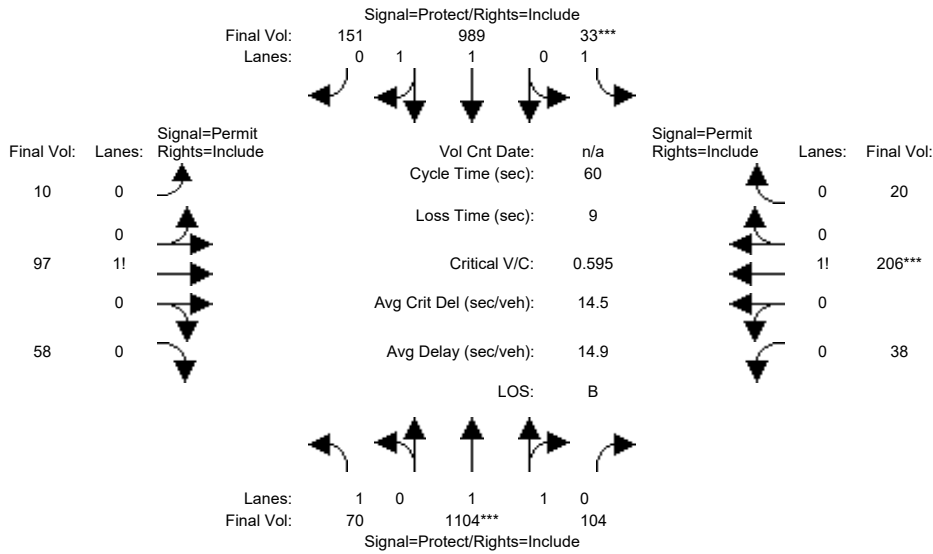 Signal=Protect/Rights=Include
Final Vol: 151 989 33***
Lanes: 0 1 1 0 1
Signal=Permit Signal=Permit
Final Vol: Lanes: Rights=Include Vol Cnt Date: n/a Rights=Include Lanes: Final Vol:
Cycle Time (sec): 60
10 0 0 20
Loss Time (sec): 9
0 0
97 1! Critical V/C: 0.595 1! 206***
0 Avg Crit Del (sec/veh): 14.5 0
58 0 Avg Delay (sec/veh): 14.9 0 38
LOS: B
Lanes: 1 0 1 1 0
Final Vol: 70 1104*** 104
Signal=Protect/Rights=Include